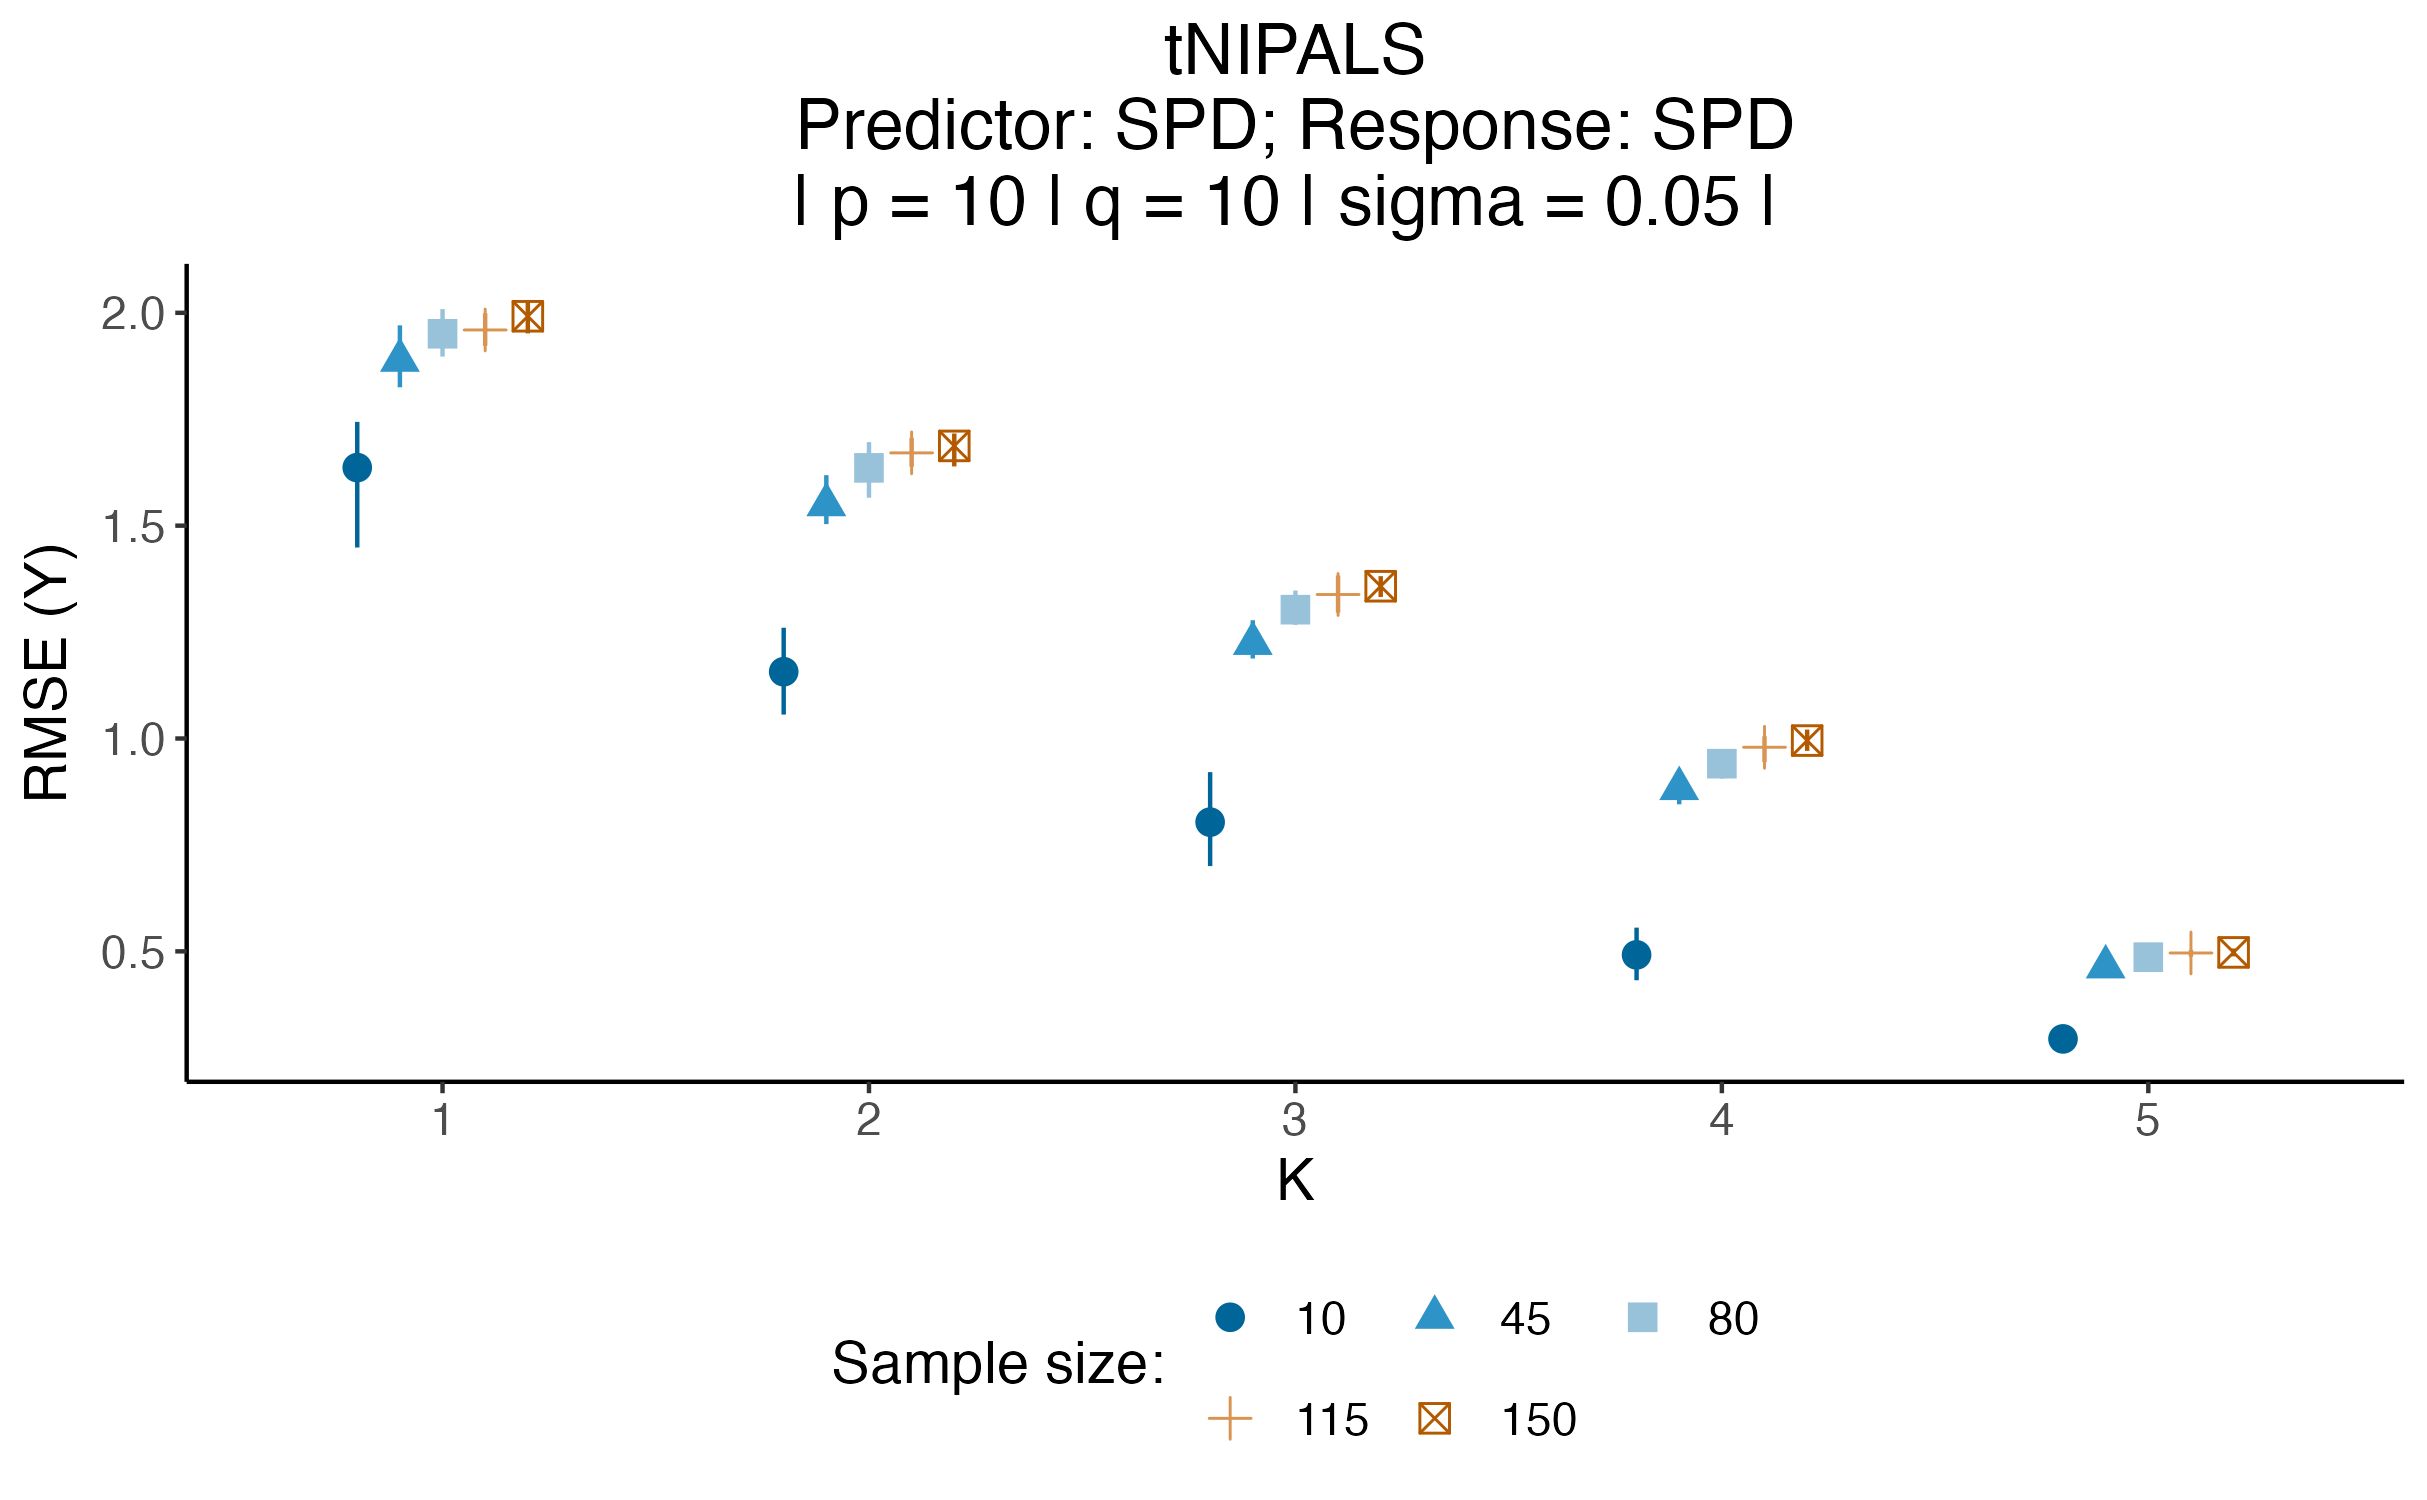 tNIPALS
Predictor: SPD; Response: SPD
| p = 10 | q = 10 | sigma = 0.05 |
RMSE (Y)
2.0
1.5
1.0
0.5
1 2 3 4 5
K
Sample size:
10 45 80
115 150